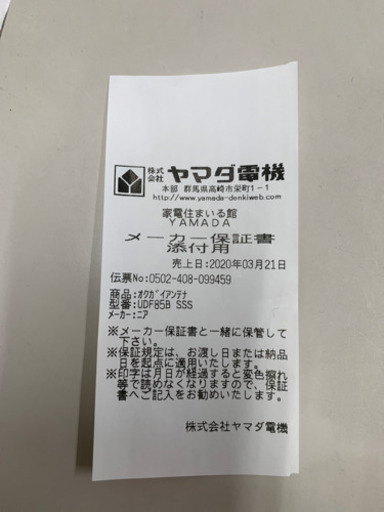 株式会社 ヤマダ電機
本部 群馬県高崎市栄町1-1
http://www.yamada-denkiweb.com
家電住まいる館
YAMADA
メーカー保証書
添付用
売上日:2020年03月21日
伝票No:0502-408-099459
商品:オクガイアンテナ
型番:UDF85B SSS
メーカー:ニア
※メーカー保証書と一緒に保管して
下さい。
※保証規定は、お渡し日または納品
日を起点に適用いたします。
※印字は月日が経過すると変色擦れ
等で読めなくなりますので、保証
書へご記入をお勧めいたします。
株式会社ヤマダ電機